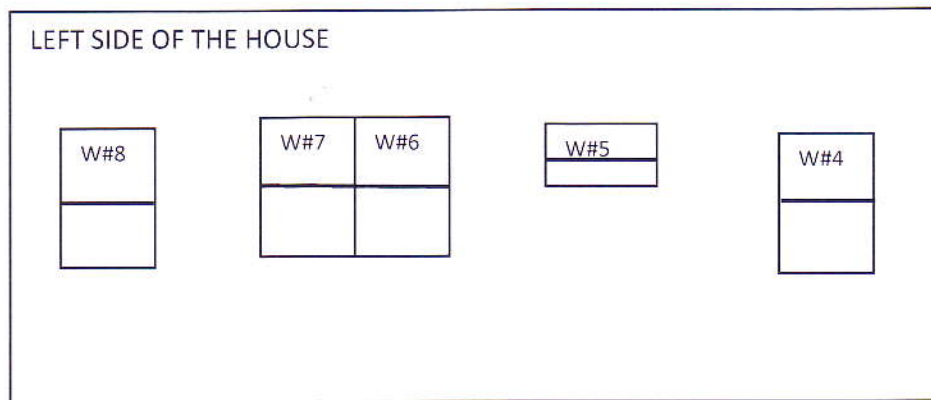 LEFT SIDE OF THE HOUSE
W#8
W#7
W#6
W#5
W#4